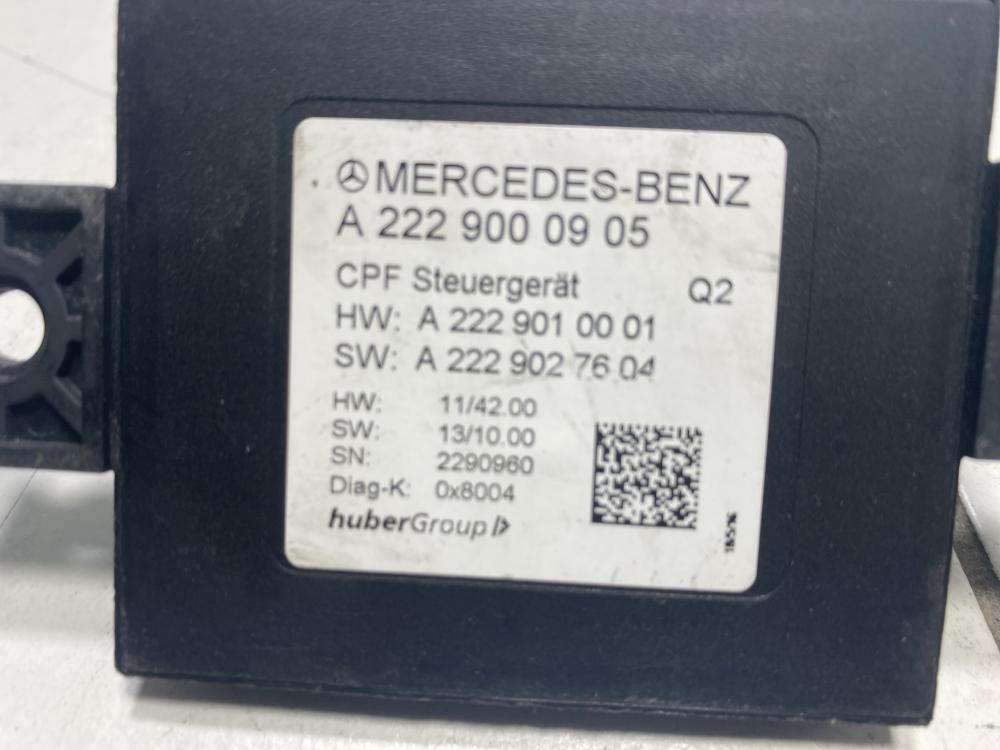 MERCEDES-BENZ
A 222 900 09 05
CPF Steuergerät Q2
HW: A 222 901 00 01
SW: A 222 902 76 04
HW: 11/42.00
SW: 13/10.00
SN: 2290960
Diag-K: 0x8004
huberGroup